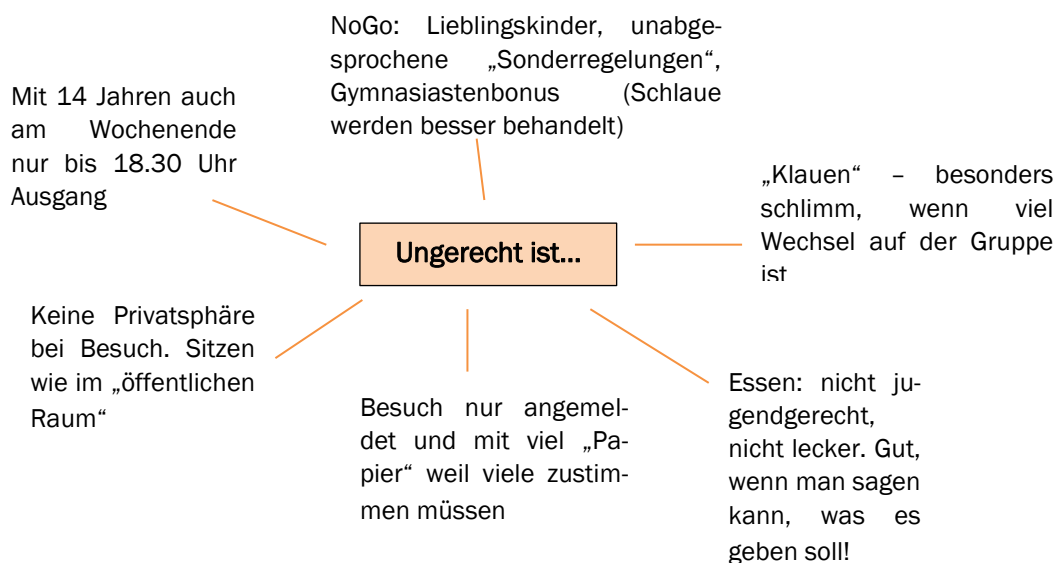 NoGo: Lieblingskinder, unabge-
sprochene „Sonderregelungen“,
Gymnasiastenbonus (Schlaue
werden besser behandelt)
Mit 14 Jahren auch
am Wochenende
nur bis 18.30 Uhr
Ausgang
„Klauen“ – besonders
schlimm, wenn viel
Wechsel auf der Gruppe
ist
Ungerecht ist...
Keine Privatsphäre
bei Besuch. Sitzen
wie im „öffentlichen
Raum“
Besuch nur angemel-
det und mit viel „Pa-
pier“ weil viele zustim-
men müssen
Essen: nicht ju-
gendgerecht,
nicht lecker. Gut,
wenn man sagen
kann, was es
geben soll!